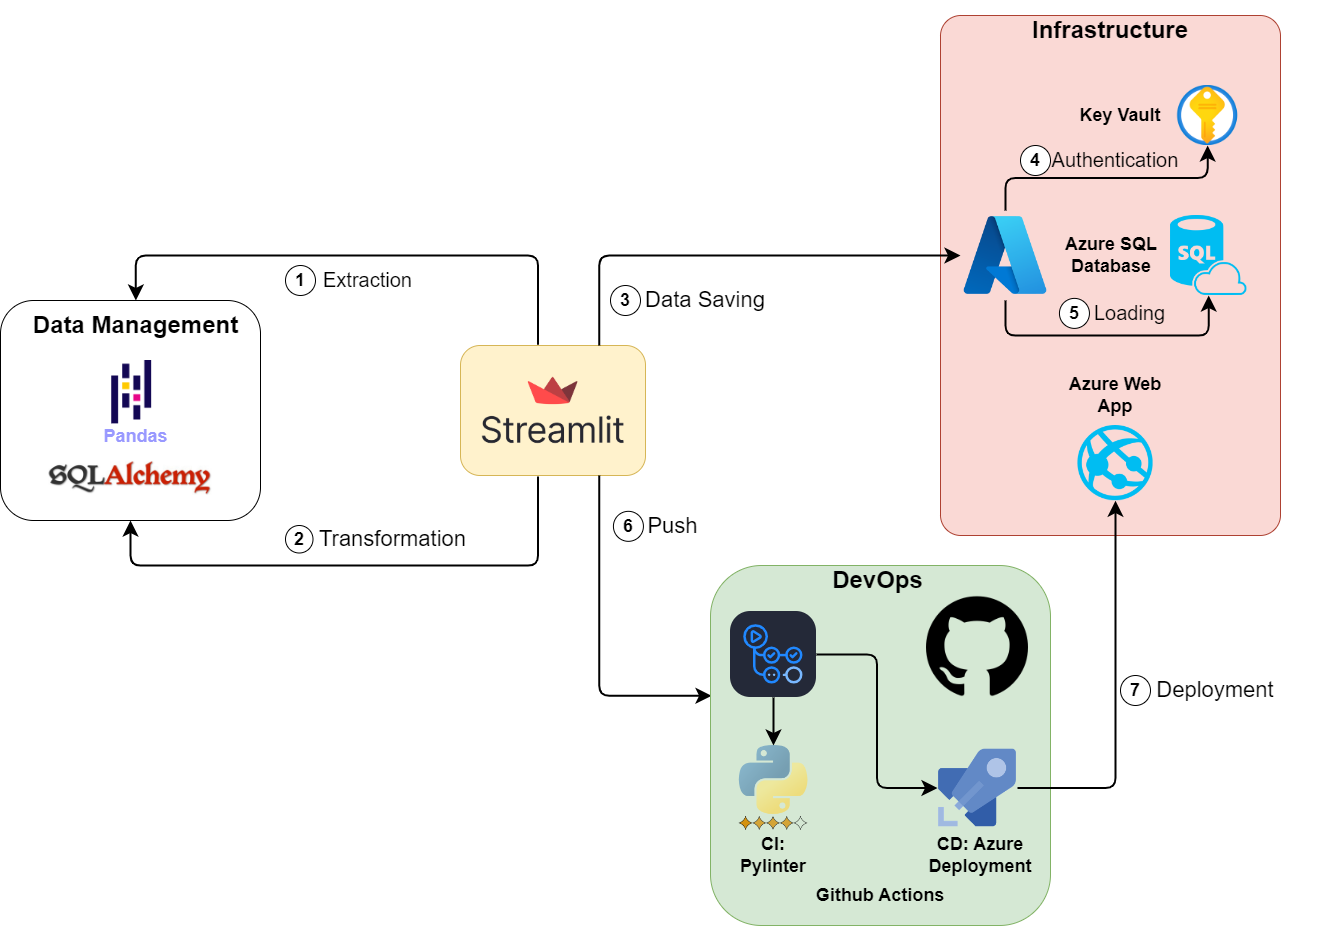 Infrastructure
Key Vault
4 Authentication
Azure SQL
Database
SQL
5 Loading
Azure Web
App
1 Extraction
3 Data Saving
Data Management
Pandas
SQLAlchemy
Streamlit
2 Transformation
6 Push
DevOps
7 Deployment
CI:
Pylinter
CD: Azure
Deployment
Github Actions